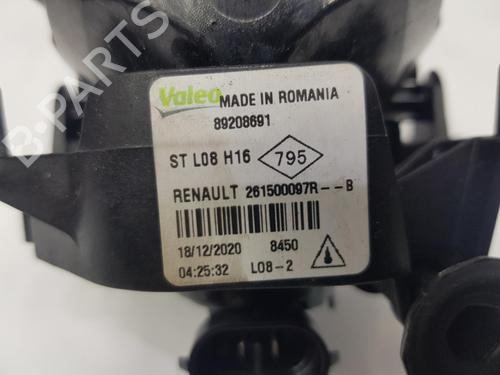 B-PARTS
Valeo MADE IN ROMANIA
89208691
ST L08 H16 795
RENAULT 261500097R--B
18/12/2020 8450
04:25:32 L08-2